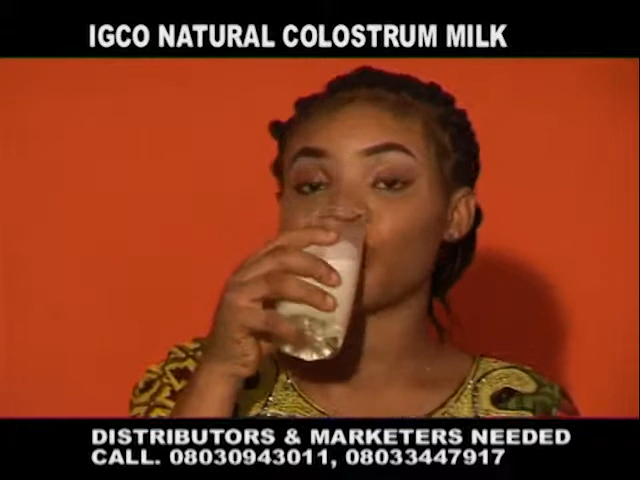 IGCO NATURAL COLOSTRUM MILK
DISTRIBUTORS & MARKETERS NEEDED
CALL. 08030943011, 08033447917